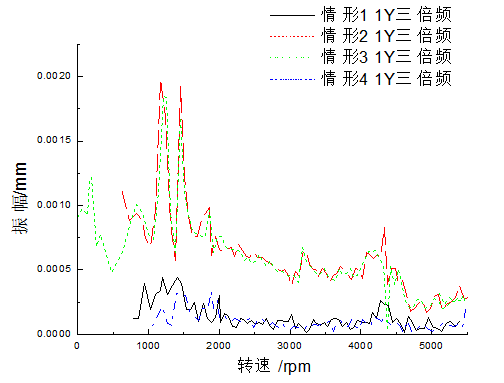 情 形1 1Y三 倍频
情 形2 1Y三 倍频
情 形3 1Y三 倍频
情 形4 1Y三 倍频
0.0020
0.0015
0.0010
0.0005
0.0000
振 幅/mm
0 1000 2000 3000 4000 5000
转速 /rpm